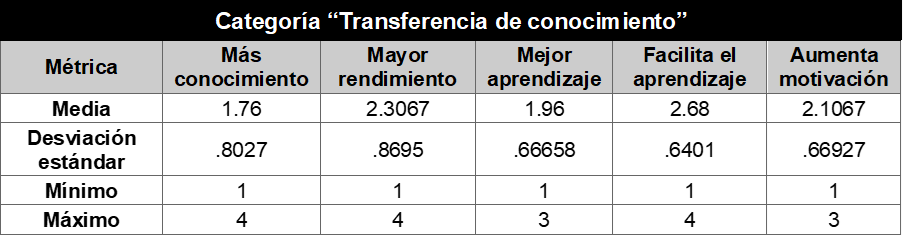 Categoría “Transferencia de conocimiento”
Métrica Más conocimiento Mayor rendimiento Mejor aprendizaje Facilita el aprendizaje Aumenta motivación
Media 1.76 2.3067 1.96 2.68 2.1067
Desviación estándar .8027 .8695 .66658 .6401 .66927
Mínimo 1 1 1 1 1
Máximo 4 4 3 4 3